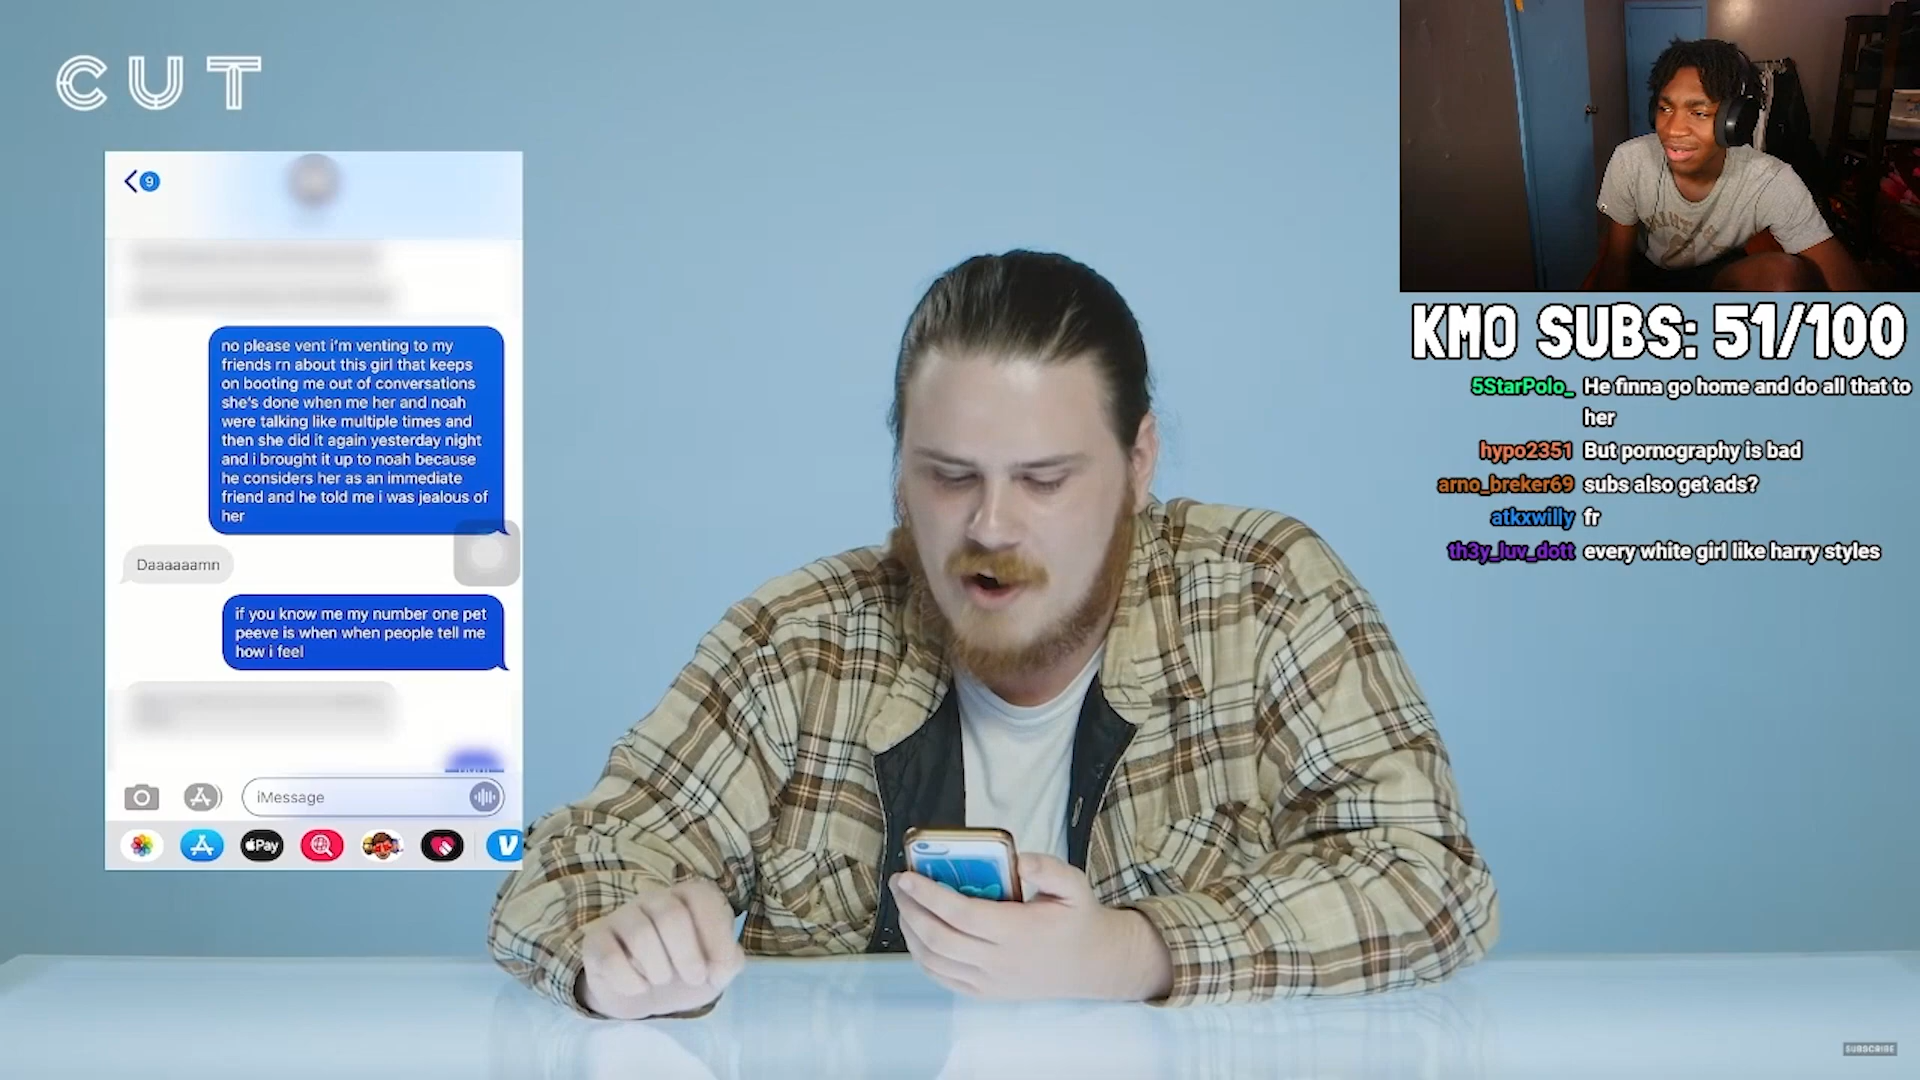 CUT
9
no please vent i'm venting to my
friends rn about this girl that keeps
on booting me out of conversations
she's done when me her and noah
were talking like multiple times and
then she did it again yesterday night
and i brought it up to noah because
he considers her as an immediate
friend and he told me i was jealous of
her
Daaaaaamn
if you know me my number one pet
peeve is when when people tell me
how i feel
iMessage
Pay
KMO SUBS: 51/100
5StarPolo_ He finna go home and do all that to
her
hypo2351 But pornography is bad
arno_breker69 subs also get ads?
atkxwilly fr
th3y_luv_dott every white girl like harry styles
SUBSCRIBE